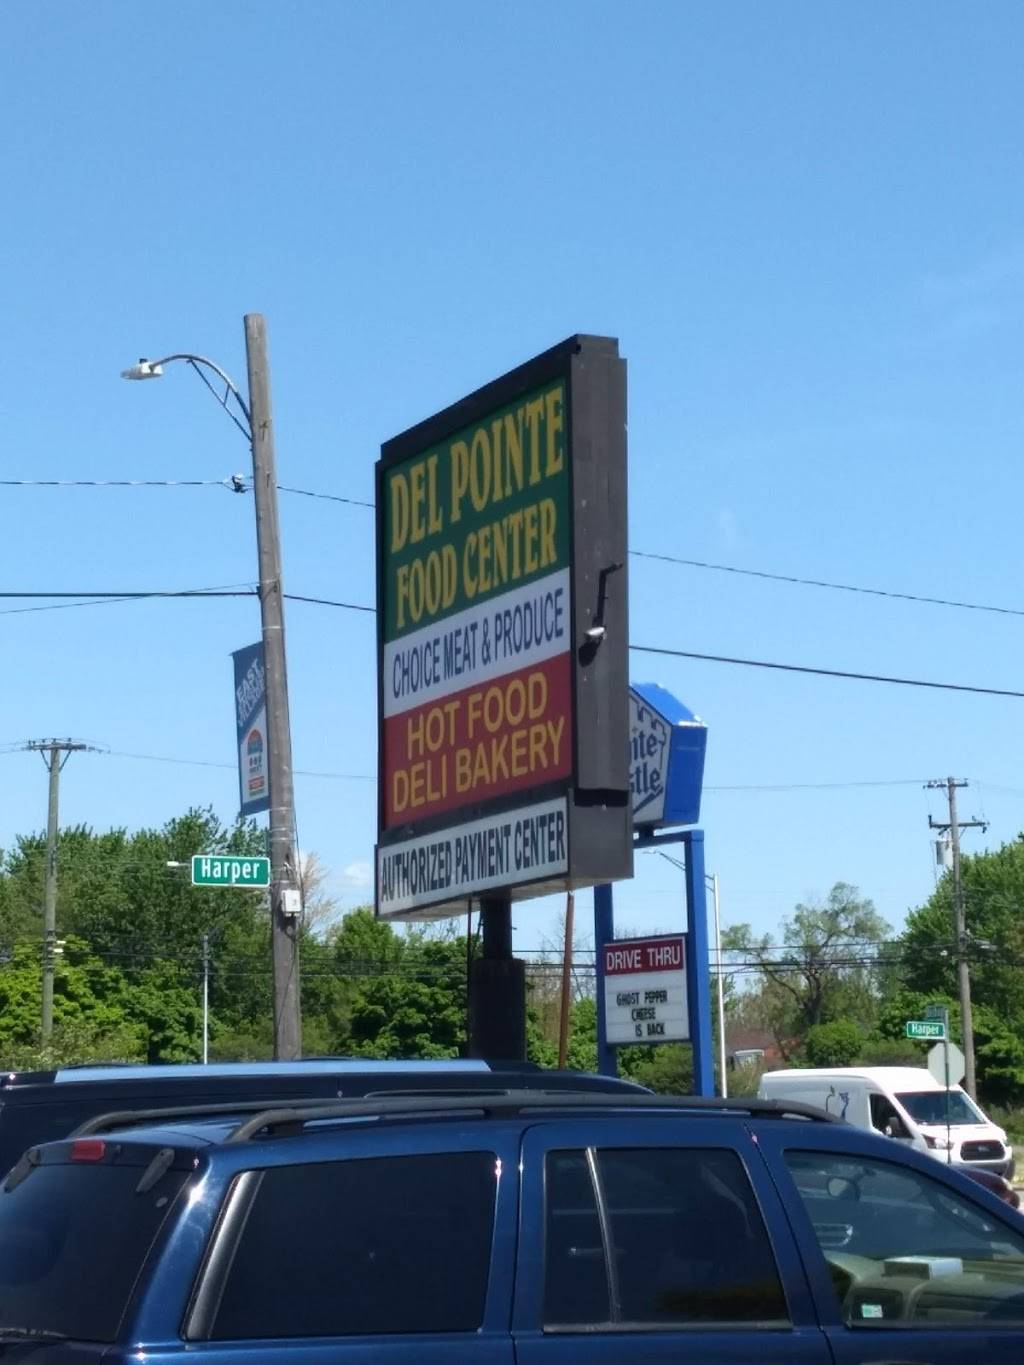 DEL POINTE
FOOD CENTER
CHOICE MEAT & PRODUCE
HOT FOOD
DELI BAKERY
AUTHORIZED PAYMENT CENTER
EAST
Harper
DRIVE THRU
GHOST PEPPER
CHEESE
IS BACK
Harper